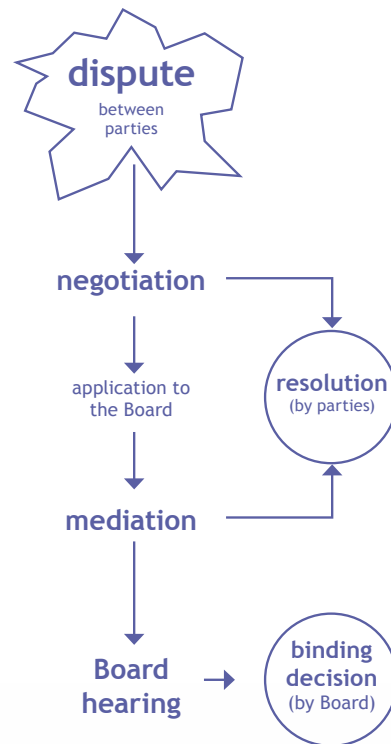 dispute
between
parties
negotiation
resolution
(by parties)
application to
the Board
mediation
Board
hearing
binding
decision
(by Board)